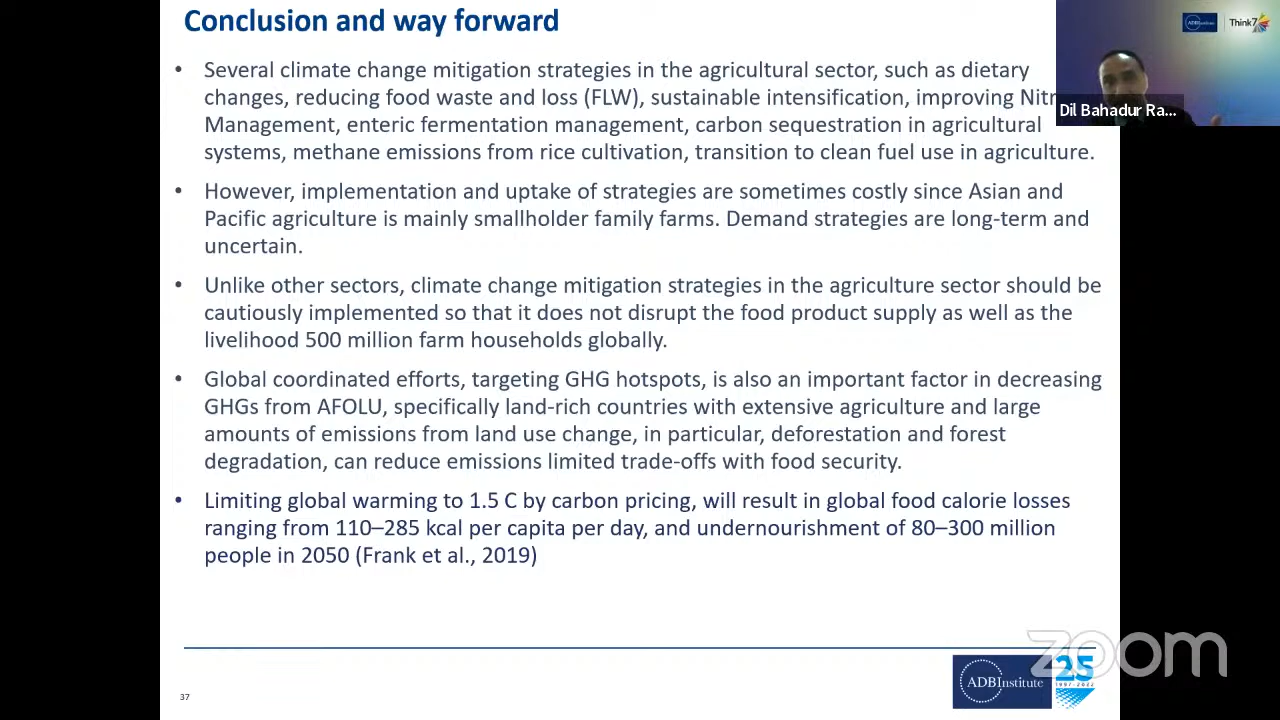 Conclusion and way forward
• Several climate change mitigation strategies in the agricultural sector, such as dietary
changes, reducing food waste and loss (FLW), sustainable intensification, improving Nitr
Management, enteric fermentation management, carbon sequestration in agricultural
systems, methane emissions from rice cultivation, transition to clean fuel use in agriculture.
• However, implementation and uptake of strategies are sometimes costly since Asian and
Pacific agriculture is mainly smallholder family farms. Demand strategies are long-term and
uncertain.
• Unlike other sectors, climate change mitigation strategies in the agriculture sector should be
cautiously implemented so that it does not disrupt the food product supply as well as the
livelihood 500 million farm households globally.
• Global coordinated efforts, targeting GHG hotspots, is also an important factor in decreasing
GHGs from AFOLU, specifically land-rich countries with extensive agriculture and large
amounts of emissions from land use change, in particular, deforestation and forest
degradation, can reduce emissions limited trade-offs with food security.
• Limiting global warming to 1.5 C by carbon pricing, will result in global food calorie losses
ranging from 110–285 kcal per capita per day, and undernourishment of 80–300 million
people in 2050 (Frank et al., 2019)
37
ADBInstitute
25
1997-2022
zoom
ADBInstitute
Think7
Dil Bahadur Ra...